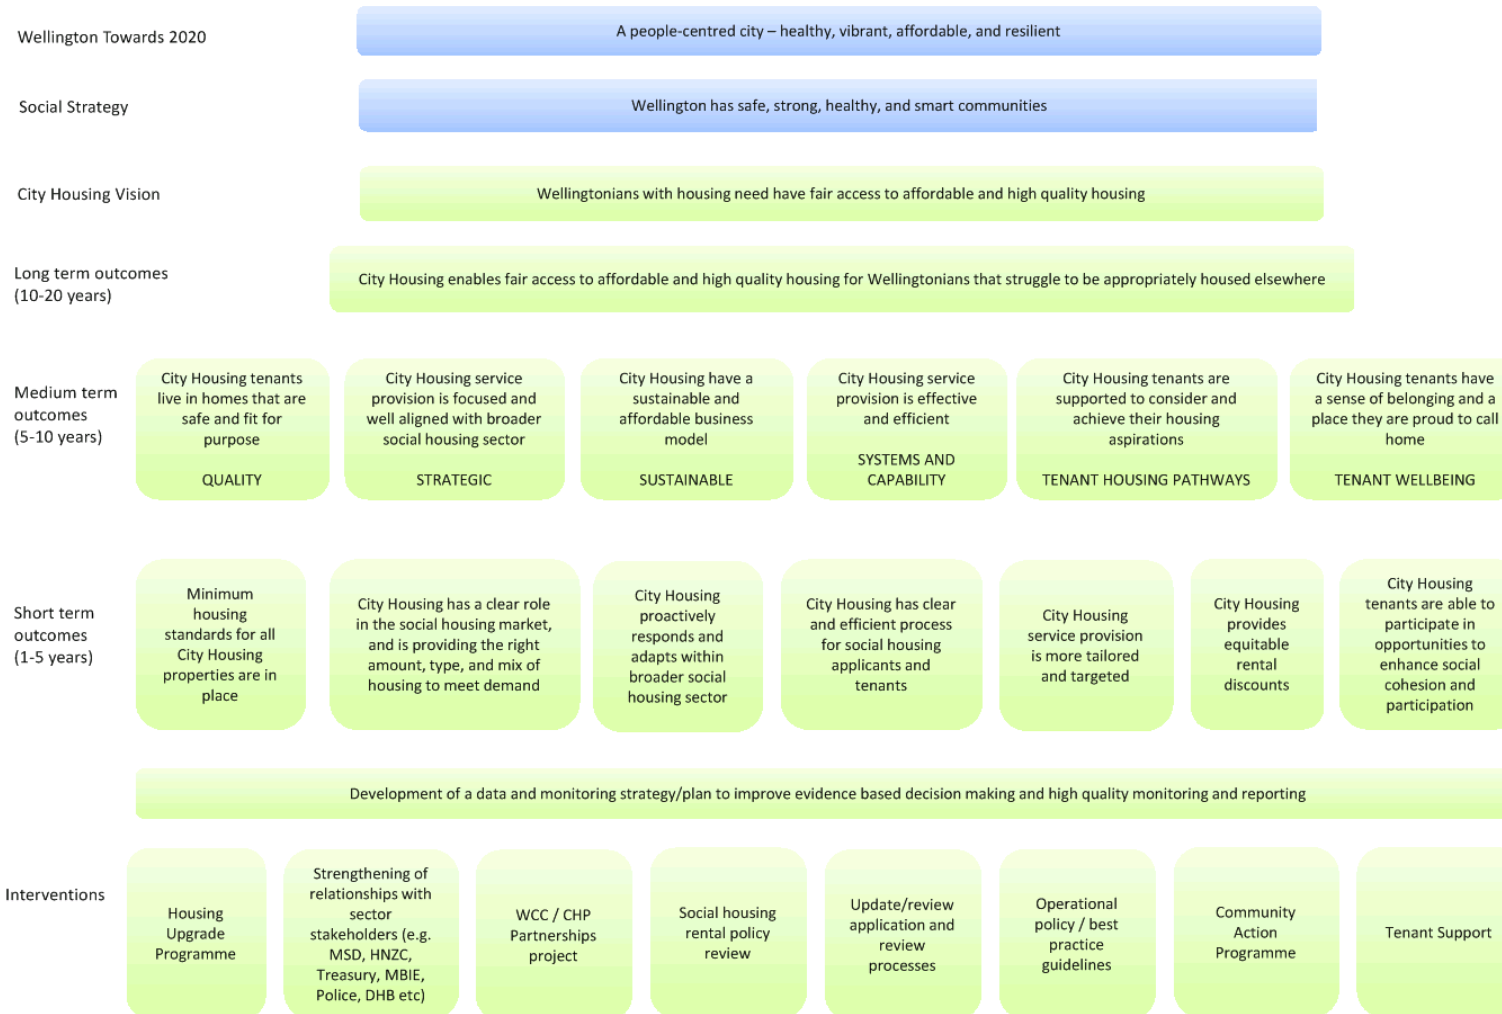 Wellington Towards 2020
A people-centred city – healthy, vibrant, affordable, and resilient
Social Strategy
Wellington has safe, strong, healthy, and smart communities
City Housing Vision
Wellingtonians with housing need have fair access to affordable and high quality housing
Long term outcomes
(10-20 years)
City Housing enables fair access to affordable and high quality housing for Wellingtonians that struggle to be appropriately housed elsewhere
Medium term
outcomes
(5-10 years)
City Housing tenants
live in homes that are
safe and fit for
purpose
QUALITY
City Housing service
provision is focused and
well aligned with broader
social housing sector
STRATEGIC
City Housing have a
sustainable and
affordable business
model
SUSTAINABLE
City Housing service
provision is effective
and efficient
SYSTEMS AND
CAPABILITY
City Housing tenants are
supported to consider and
achieve their housing
aspirations
TENANT HOUSING PATHWAYS
City Housing tenants have
a sense of belonging and a
place they are proud to call
home
TENANT WELLBEING
Short term
outcomes
(1-5 years)
Minimum
housing
standards for all
City Housing
properties are in
place
City Housing has a clear role
in the social housing market,
and is providing the right
amount, type, and mix of
housing to meet demand
City Housing
proactively
responds and
adapts within
broader social
housing sector
City Housing has clear
and efficient process
for social housing
applicants and
tenants
City Housing
service provision
is more tailored
and targeted
City Housing
provides
equitable
rental
discounts
City Housing
tenants are able to
participate in
opportunities to
enhance social
cohesion and
participation
Development of a data and monitoring strategy/plan to improve evidence based decision making and high quality monitoring and reporting
Interventions
Housing
Upgrade
Programme
Strengthening of
relationships with
sector
stakeholders (e.g.
MSD, HNZC,
Treasury, MBIE,
Police, DHB etc)
WCC / CHP
Partnerships
project
Social housing
rental policy
review
Update/review
application and
review
processes
Operational
policy / best
practice
guidelines
Community
Action
Programme
Tenant Support